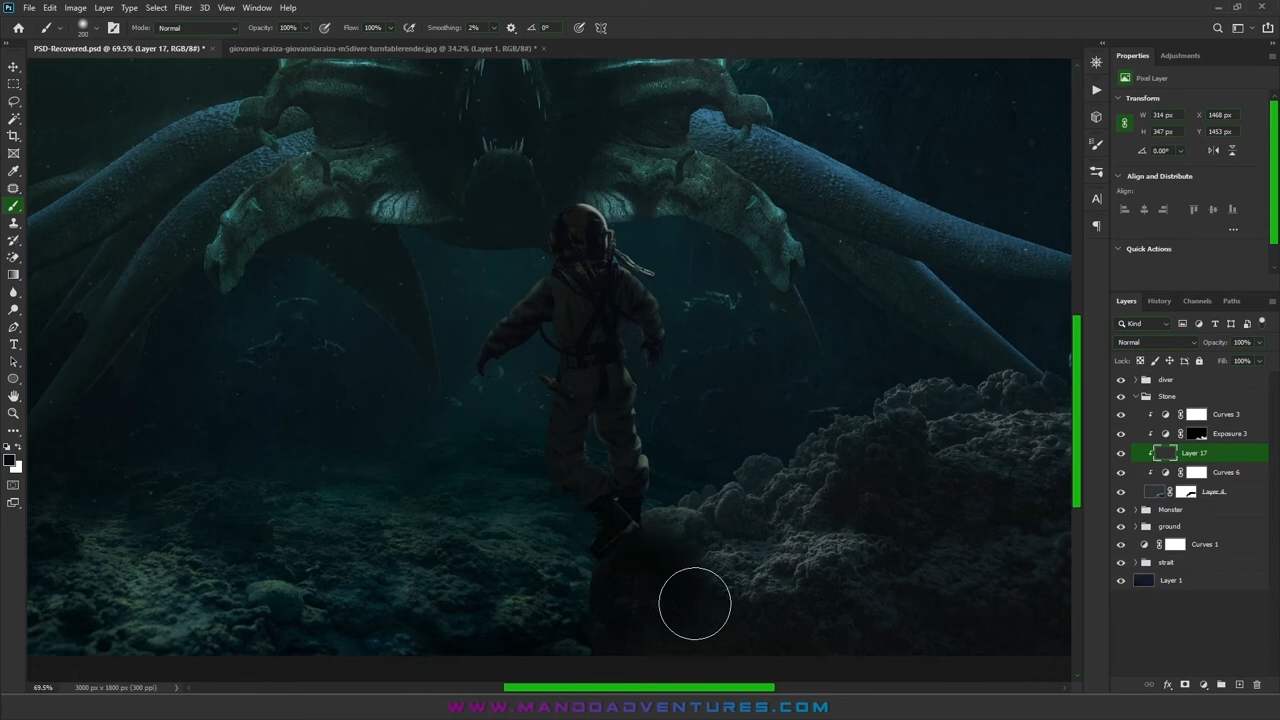 File Edit Image Layer Type Select Filter 3D View Window Help
200 Mode: Normal Opacity: 100% Flow: 100% Smoothing: 2% 0°
PSD-Recovered.psd @ 69.5% (Layer 17, RGB/8#) * × giovanni-araiza-giovanniaraiza-m5diver-turntablerender.jpg @ 34.2% (Layer 1, RGB/8#) * ×
Properties Adjustments
Pixel Layer
Transform
W 314 px X 1468 px
H 347 px Y 1453 px
0.00°
Align and Distribute
Align:
Quick Actions
Layers History Channels Paths
Kind
Normal Opacity: 100%
Lock: Fill: 100%
diver
Stone
Curves 3
Exposure 3
Layer 17
Curves 6
Monster
ground
Curves 1
strait
Layer 1
69.5% 3000 px x 1800 px (300 ppi)
WWW.MANDOADVENTURES.COM